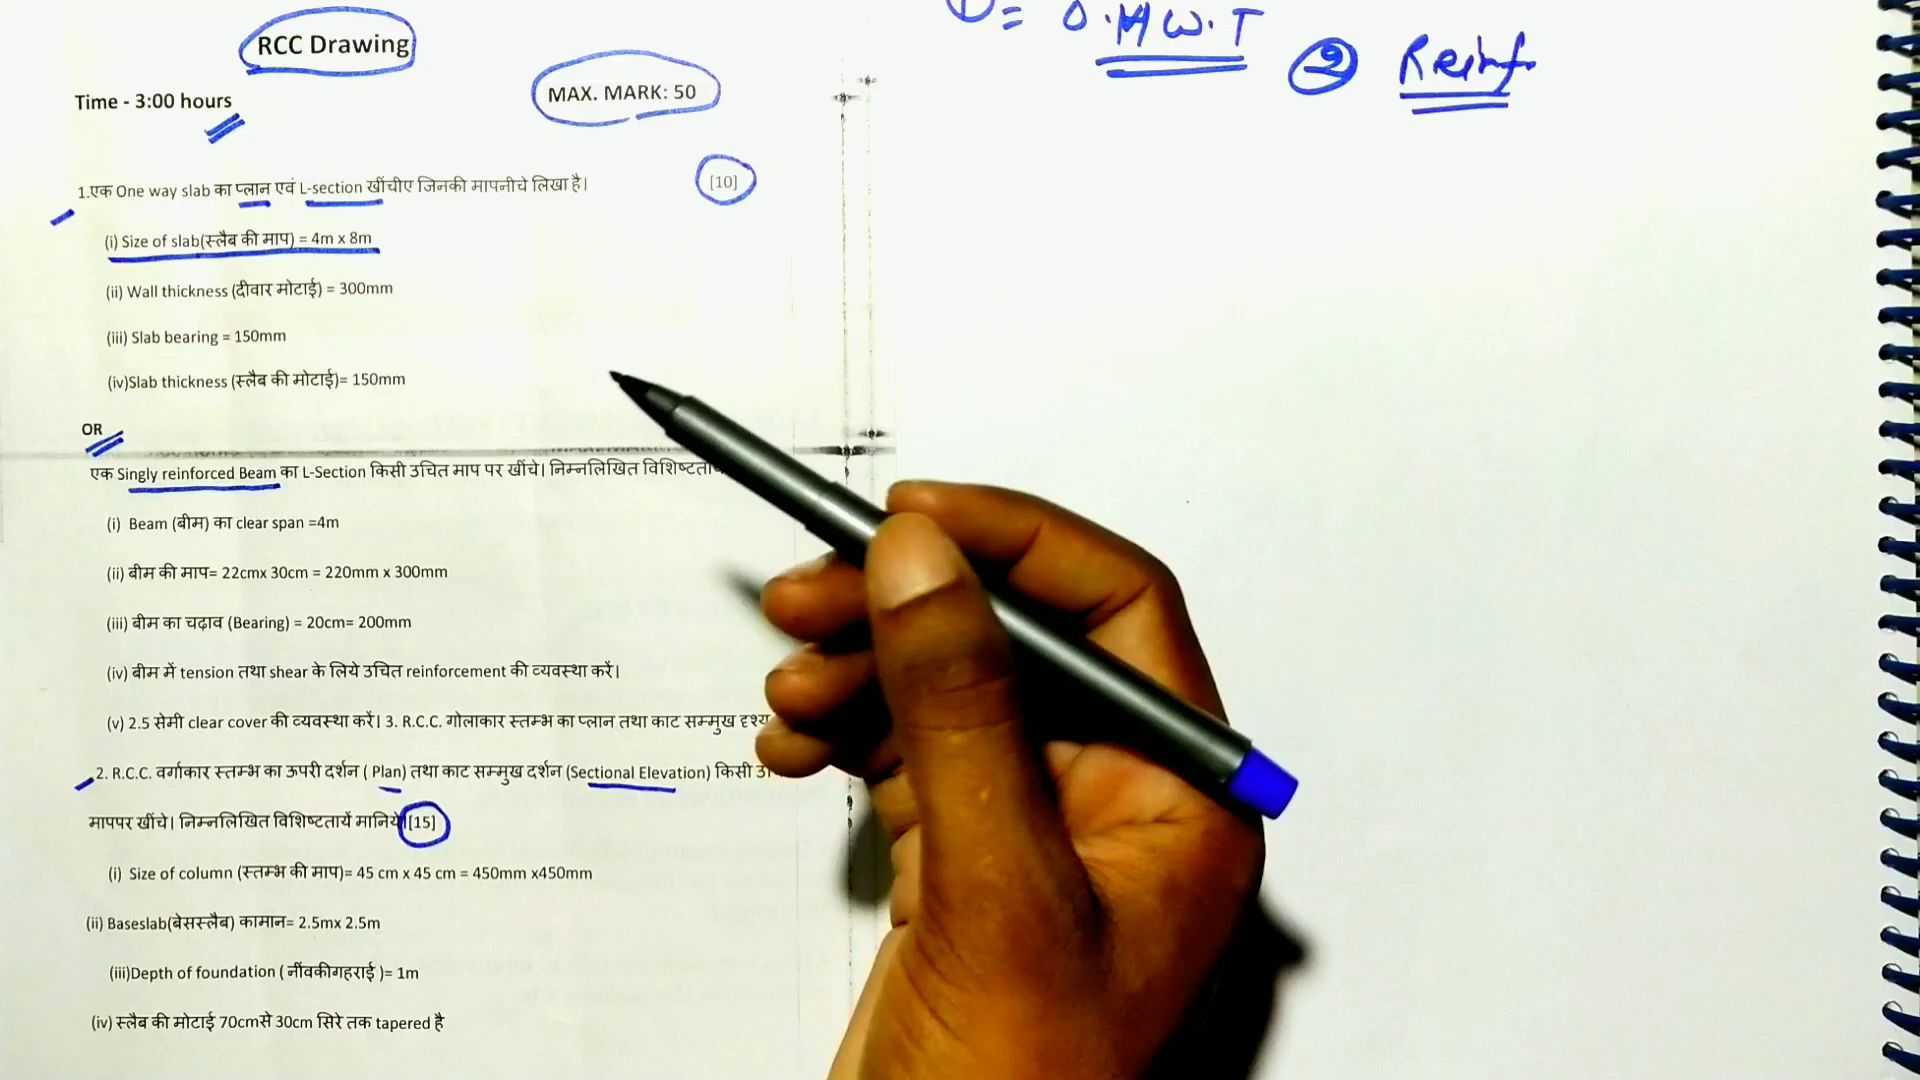 RCC Drawing
Time - 3:00 hours
MAX. MARK: 50
1.एक One way slab का प्लान एवं L-section खींचीए जिनकी मापनीचे लिखा है। [10]
(i) Size of slab(स्लैब की माप) = 4m x 8m
(ii) Wall thickness (दीवार मोटाई) = 300mm
(iii) Slab bearing = 150mm
(iv)Slab thickness (स्लैब की मोटाई)= 150mm
OR
एक Singly reinforced Beam का L-Section किसी उचित माप पर खींचे। निम्नलिखित
(i) Beam (बीम) का clear span =4m
(ii) बीम की माप= 22cmx 30cm = 220mm x 300mm
(iii) बीम का चढ़ाव (Bearing) = 20cm= 200mm
(iv) बीम में tension तथा shear के लिये उचित reinforcement की व्यवस्था करें।
(v) 2.5 सेमी clear cover की व्यवस्था करें। 3. R.C.C. गोलाकार स्तम्भ का प्लान तथा काट सम्मुख दृश्य
2. R.C.C. वर्गाकार स्तम्भ का ऊपरी दर्शन ( Plan) तथा काट सम्मुख दर्शन (Sectional Elevation) किसी
मापपर खींचे। निम्नलिखित विशिष्टतायें मानिये।[15]
(i) Size of column (स्तम्भ की माप)= 45 cm x 45 cm = 450mm x450mm
(ii) Baseslab(बेसस्लैब) कामान= 2.5mx 2.5m
(iii)Depth of foundation ( नींवकीगहराई )= 1m
(iv) स्लैब की मोटाई 70cmसे 30cm सिरे तक tapered है
② Reinf.